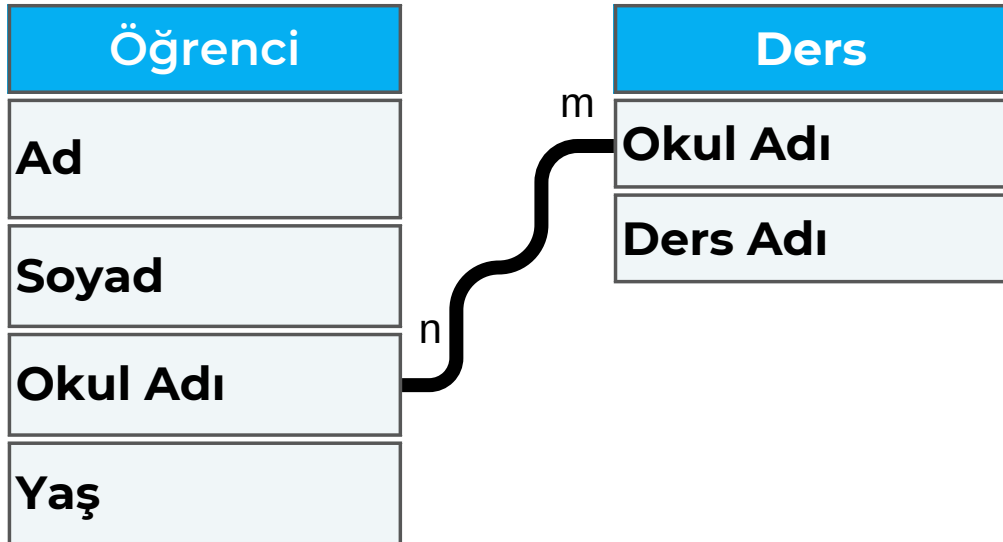 Öğrenci
Ad
Soyad
Okul Adı
Yaş
n
m
Ders
Okul Adı
Ders Adı